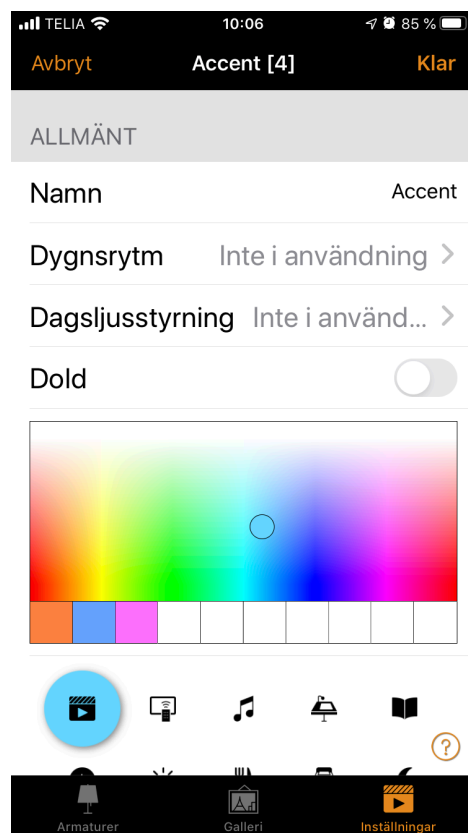 TELIA 10:06 85 %
Avbryt Accent [4] Klar
ALLMÄNT
Namn Accent
Dygnsrytm Inte i användning
Dagsljusstyrning Inte i använd...
Dold
?
Armaturer Galleri Inställningar